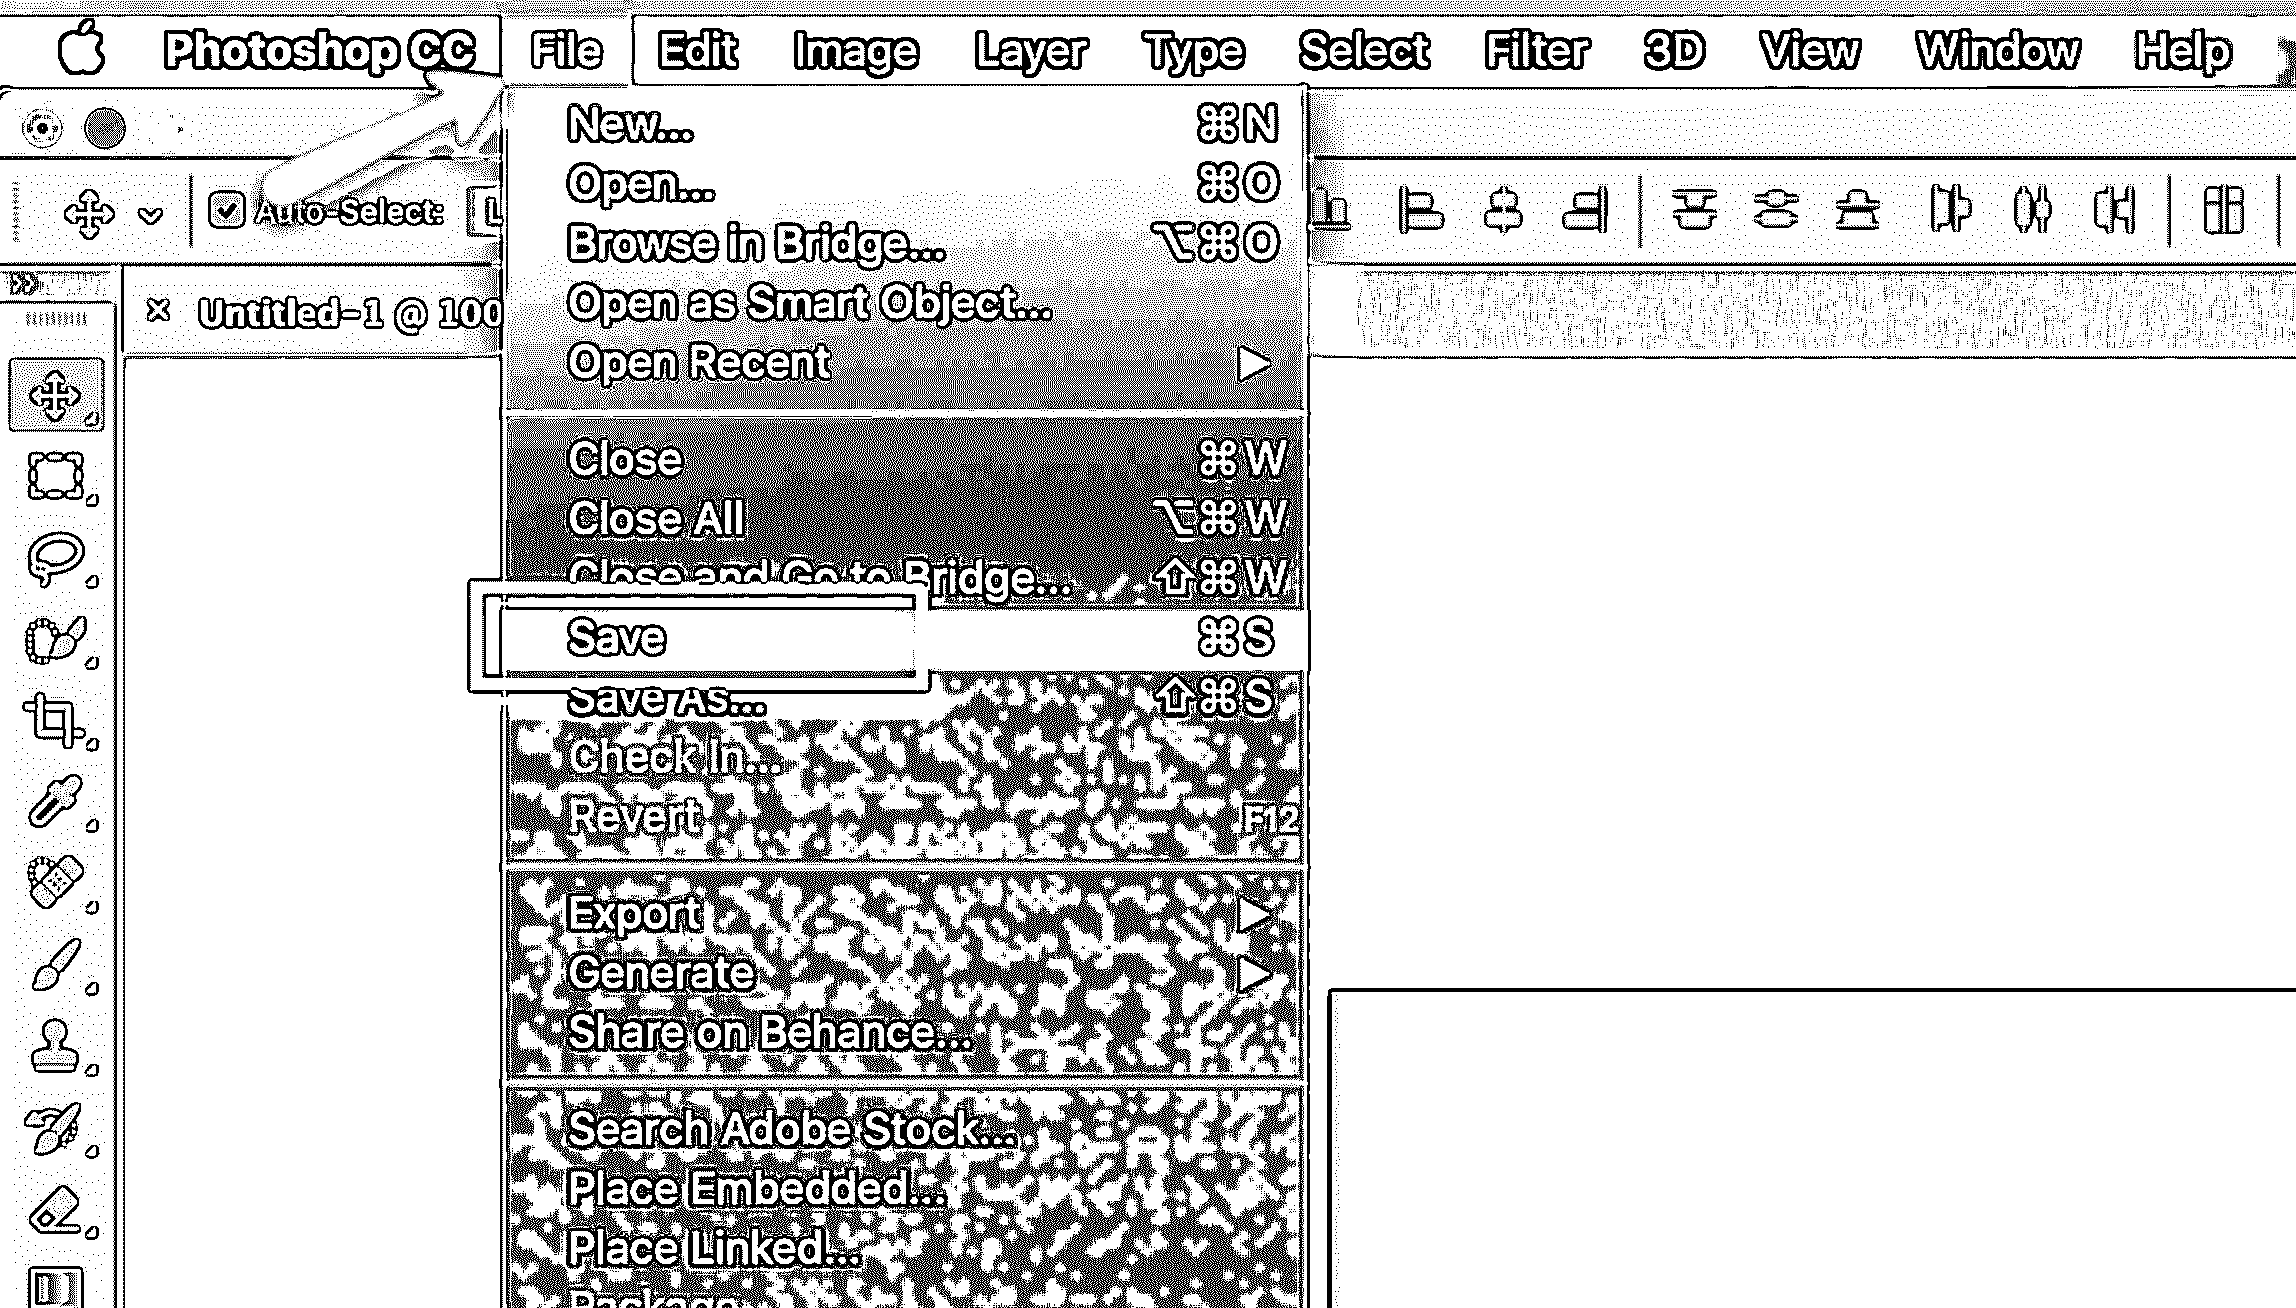 Photoshop CC File Edit Image Layer Type Select Filter 3D View Window Help
New... ⌘N
Open... ⌘O
Browse in Bridge... ⌥⌘O
Auto-Select: L
Open as Smart Object...
Untitled-1 @ 100
Open Recent ▶
Close ⌘W
Close All ⌥⌘W
Close and Go to Bridge... ⇧⌘W
Save ⌘S
Save As... ⇧⌘S
Check In...
Revert F12
Export ▶
Generate ▶
Share on Behance...
Search Adobe Stock...
Place Embedded...
Place Linked...
Package...